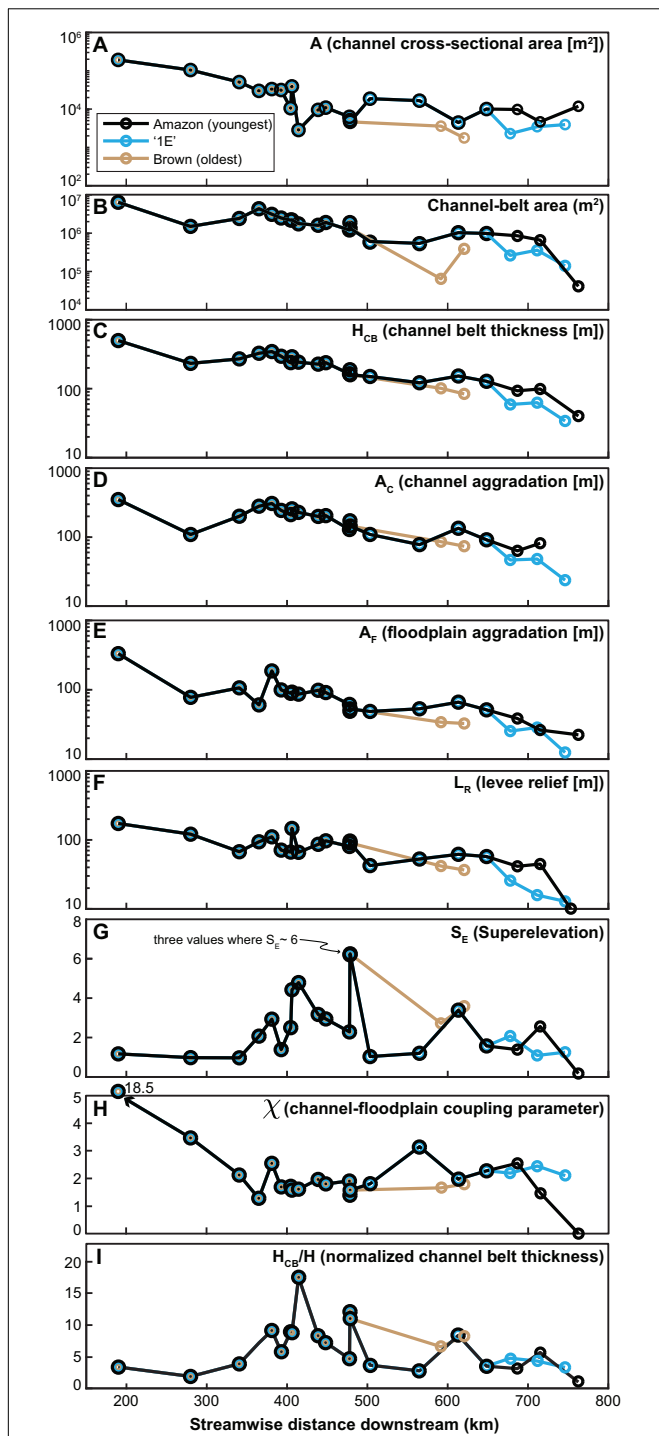 A
A (channel cross-sectional area [m²])
10⁶
10⁴
10²
Amazon (youngest)
'1E'
Brown (oldest)
B
Channel-belt area (m²)
10⁷
10⁶
10⁵
10⁴
C
H_CB (channel belt thickness [m])
1000
100
10
D
A_C (channel aggradation [m])
1000
100
10
E
A_F (floodplain aggradation [m])
1000
100
10
F
L_R (levee relief [m])
1000
100
10
G
S_E (Superelevation)
three values where S_E ~ 6
8
6
4
2
0
H
χ (channel-floodplain coupling parameter)
18.5
5
4
3
2
1
0
I
H_CB/H (normalized channel belt thickness)
20
15
10
5
0
200 300 400 500 600 700 800
Streamwise distance downstream (km)